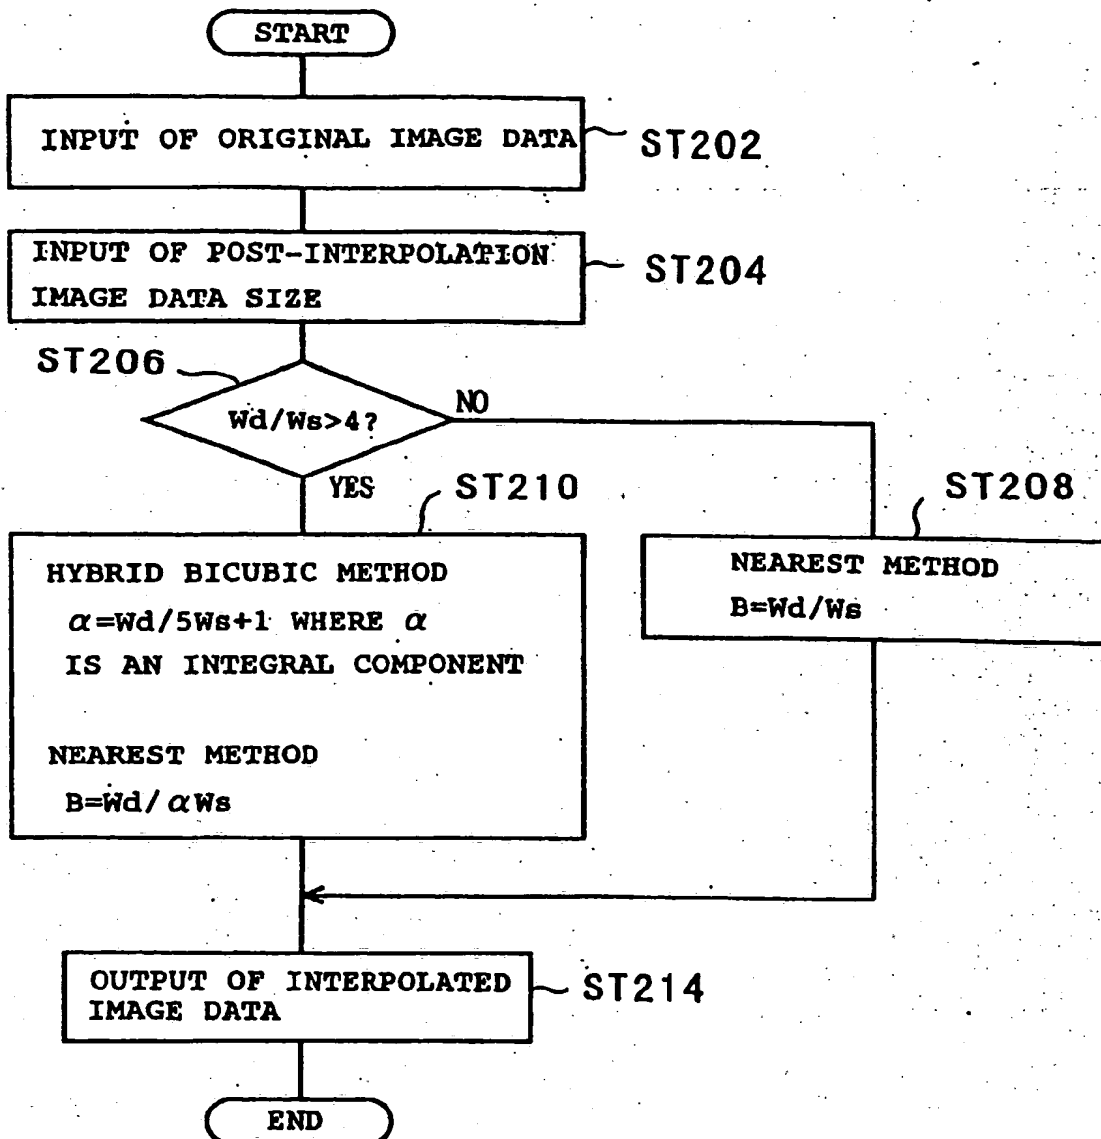 START
INPUT OF ORIGINAL IMAGE DATA
ST202
INPUT OF POST-INTERPOLATION
IMAGE DATA SIZE
ST204
ST206
Wd/Ws>4?
NO
YES
ST210
ST208
HYBRID BICUBIC METHOD
α=Wd/5Ws+1 WHERE α
IS AN INTEGRAL COMPONENT
NEAREST METHOD
B=Wd/αWs
NEAREST METHOD
B=Wd/Ws
OUTPUT OF INTERPOLATED
IMAGE DATA
ST214
END